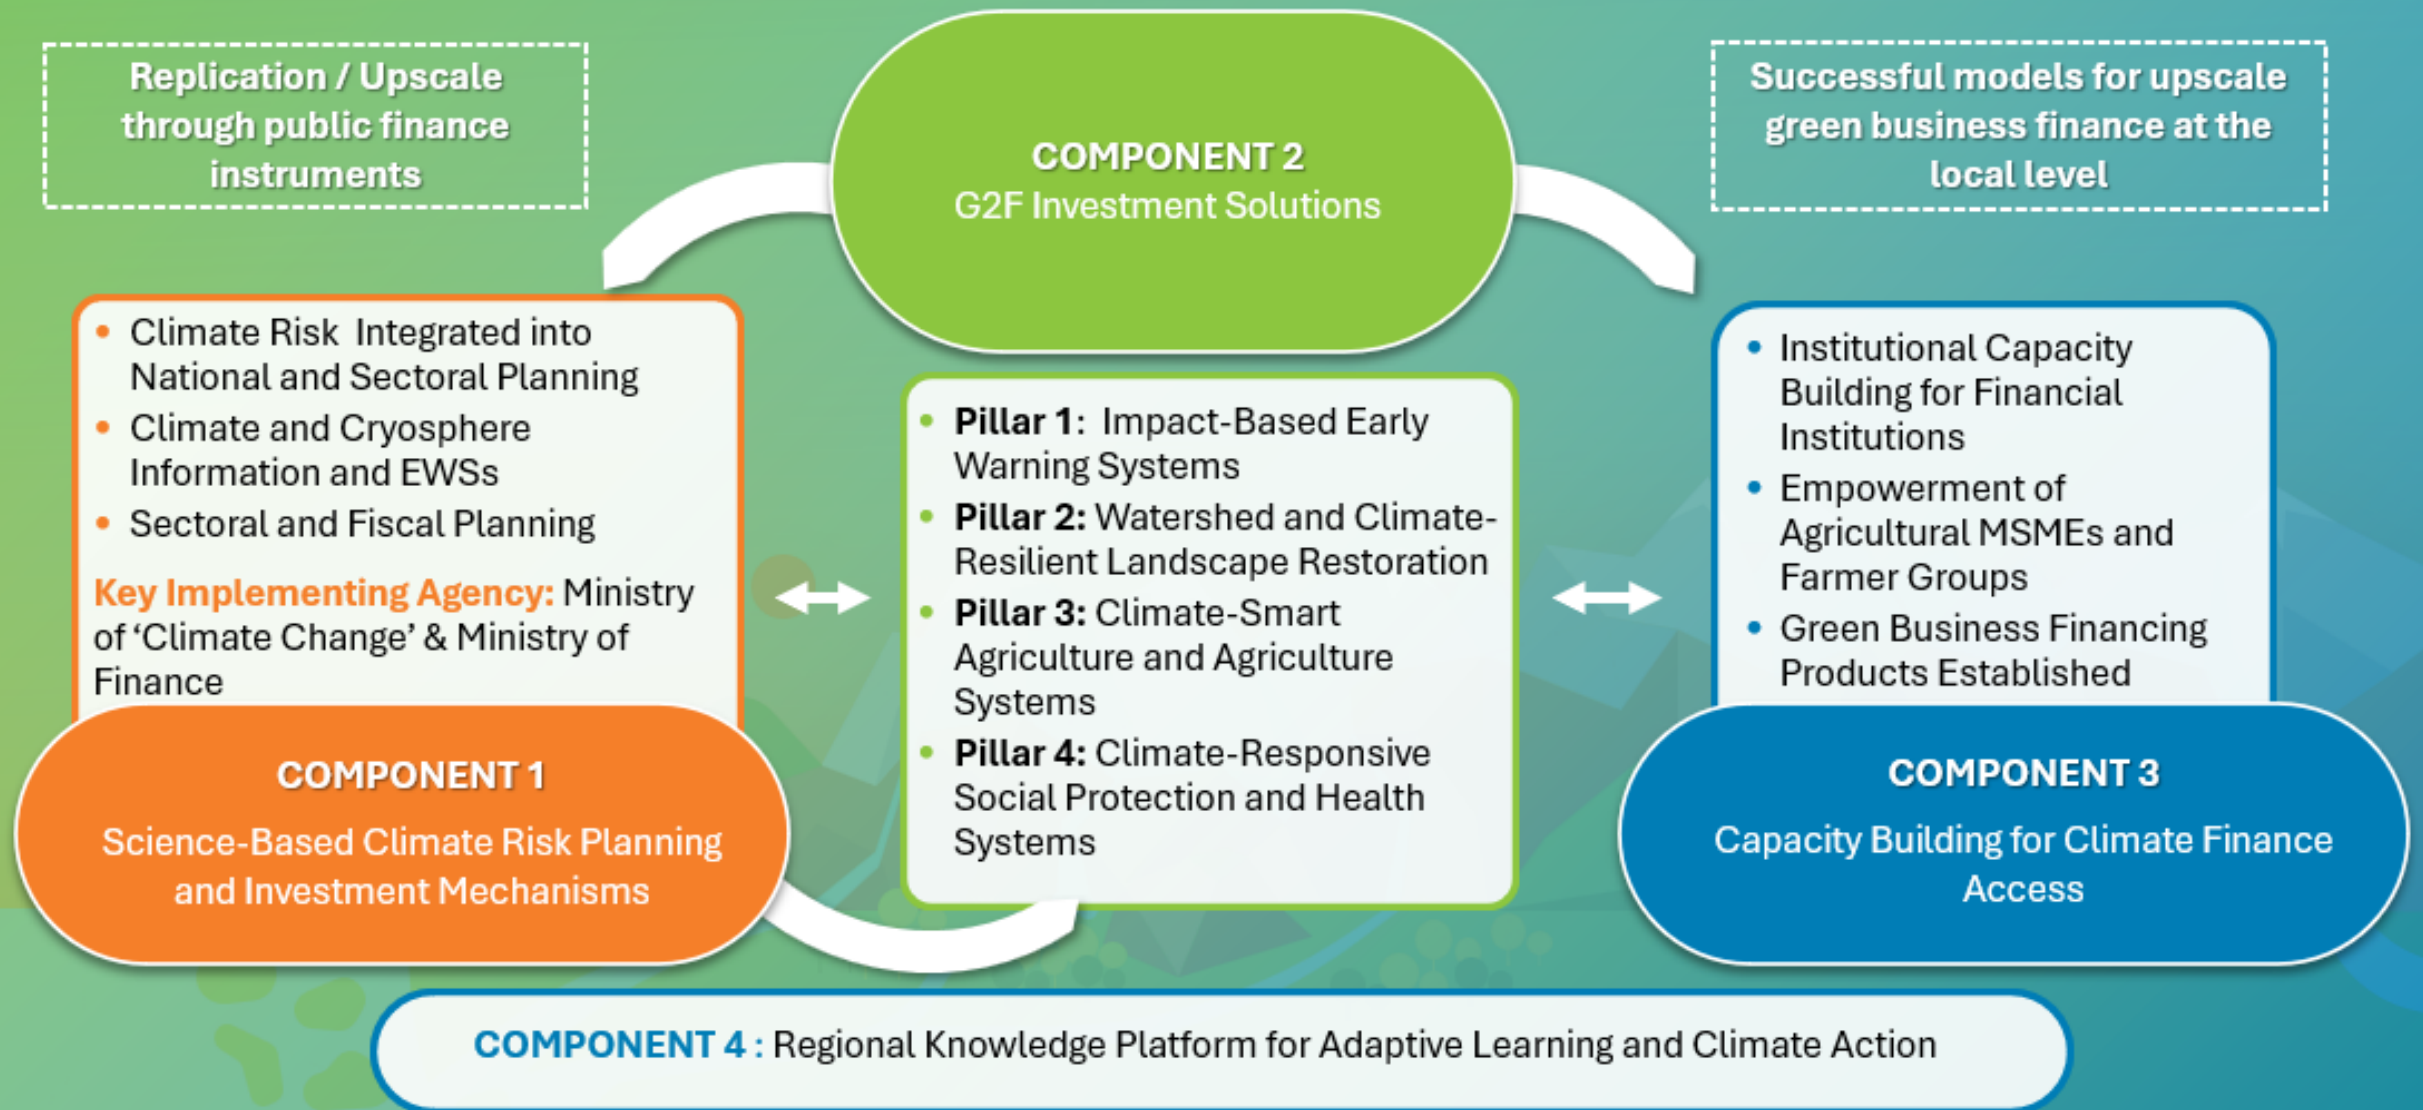 Replication / Upscale
through public finance
instruments
COMPONENT 2
G2F Investment Solutions
Successful models for upscale
green business finance at the
local level
• Climate Risk  Integrated into
National and Sectoral Planning
• Climate and Cryosphere
Information and EWSs
• Sectoral and Fiscal Planning
Key Implementing Agency: Ministry
of ‘Climate Change’ & Ministry of
Finance
COMPONENT 1
Science-Based Climate Risk Planning
and Investment Mechanisms
• Pillar 1:  Impact-Based Early
Warning Systems
• Pillar 2: Watershed and Climate-
Resilient Landscape Restoration
• Pillar 3: Climate-Smart
Agriculture and Agriculture
Systems
• Pillar 4: Climate-Responsive
Social Protection and Health
Systems
• Institutional Capacity
Building for Financial
Institutions
• Empowerment of
Agricultural MSMEs and
Farmer Groups
• Green Business Financing
Products Established
COMPONENT 3
Capacity Building for Climate Finance
Access
COMPONENT 4 : Regional Knowledge Platform for Adaptive Learning and Climate Action